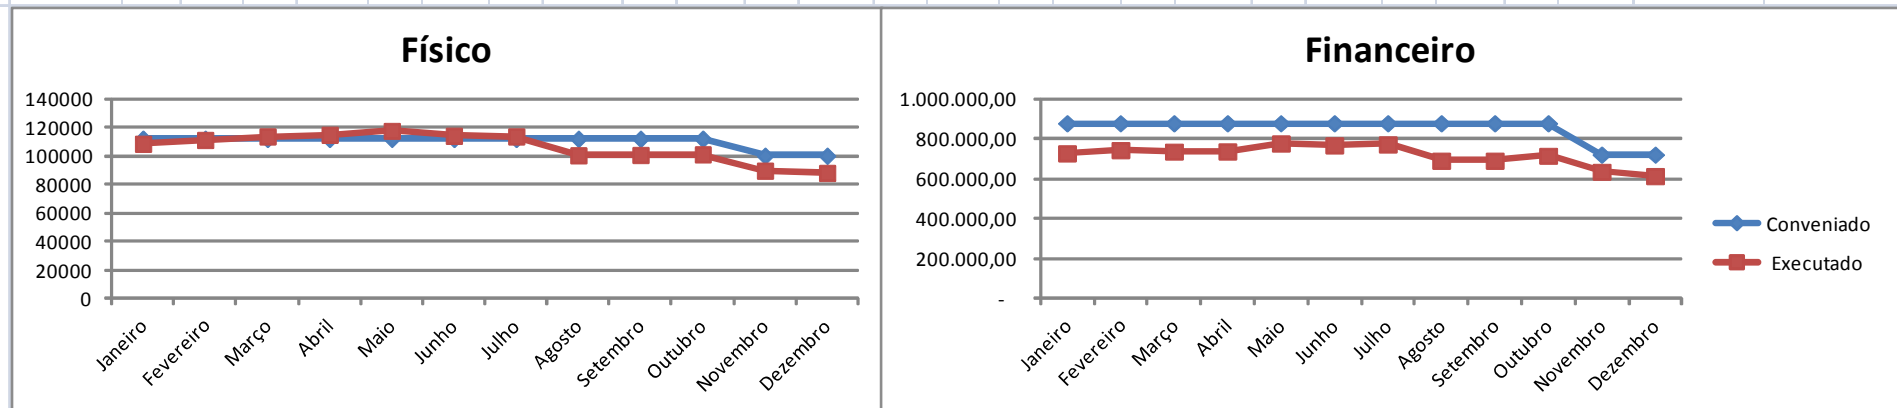 Físico
140000
120000
100000
80000
60000
40000
20000
0
Janeiro
Fevereiro
Março
Abril
Maio
Junho
Julho
Agosto
Setembro
Outubro
Novembro
Dezembro
Financeiro
1.000.000,00
800.000,00
600.000,00
400.000,00
200.000,00
-
Janeiro
Fevereiro
Março
Abril
Maio
Junho
Julho
Agosto
Setembro
Outubro
Novembro
Dezembro
Conveniado
Executado